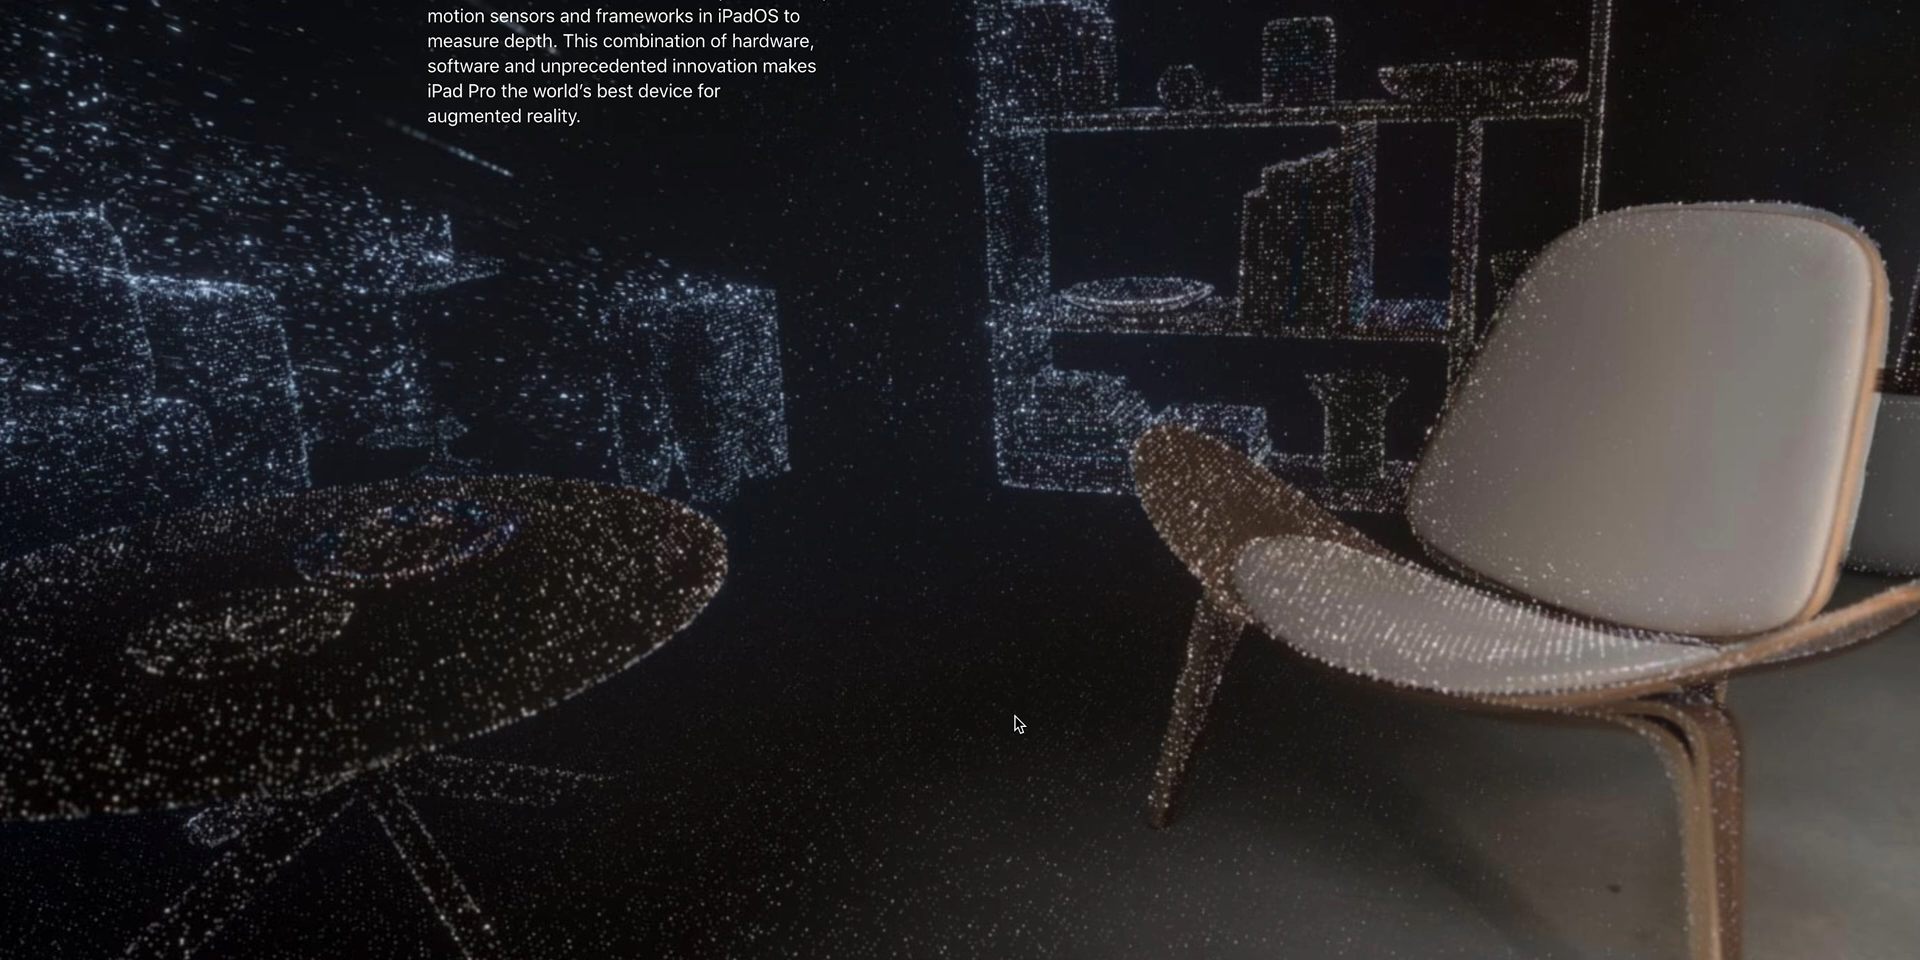 motion sensors and frameworks in iPadOS to
measure depth. This combination of hardware,
software and unprecedented innovation makes
iPad Pro the world’s best device for
augmented reality.